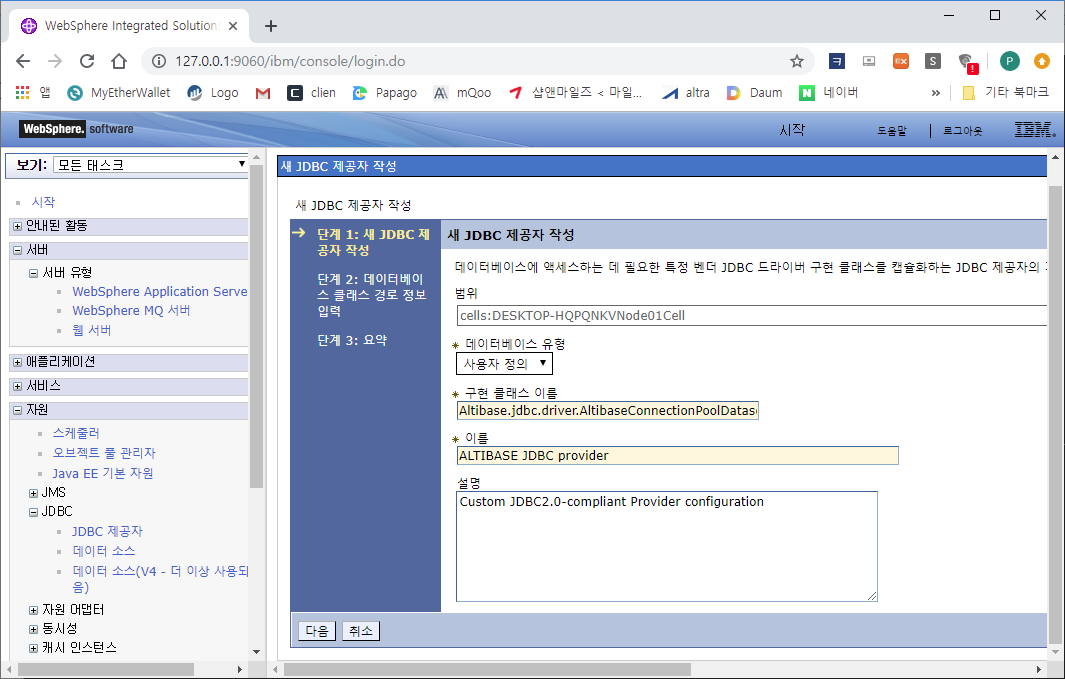 WebSphere Integrated Solutions
127.0.0.1:9060/ibm/console/login.do
앱
MyEtherWallet
Logo
clien
Papago
mQoo
샵앤마일즈 < 마일...
altra
Daum
네이버
»
기타 북마크
WebSphere. software
시작
도움말
로그아웃
IBM.
보기: 모든 태스크
시작
안내된 활동
서버
서버 유형
WebSphere Application Serve
WebSphere MQ 서버
웹 서버
애플리케이션
서비스
자원
스케줄러
오브젝트 풀 관리자
Java EE 기본 자원
JMS
JDBC
JDBC 제공자
데이터 소스
데이터 소스(V4 - 더 이상 사용되
음)
자원 어댑터
동시성
캐시 인스턴스
새 JDBC 제공자 작성
새 JDBC 제공자 작성
단계 1: 새 JDBC 제
공자 작성
단계 2: 데이터베이
스 클래스 경로 정보
입력
단계 3: 요약
새 JDBC 제공자 작성
데이터베이스에 액세스하는 데 필요한 특정 벤더 JDBC 드라이버 구현 클래스를 캡슐화하는 JDBC 제공자의
범위
cells:DESKTOP-HQPQNKVNode01Cell
* 데이터베이스 유형
사용자 정의
* 구현 클래스 이름
Altibase.jdbc.driver.AltibaseConnectionPoolDatas
* 이름
ALTIBASE JDBC provider
설명
Custom JDBC2.0-compliant Provider configuration
다음
취소